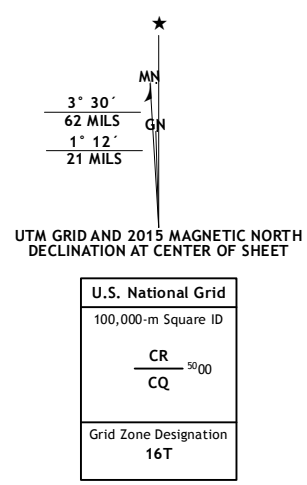 ★
MN
3° 30´
62 MILS
GN
1° 12´
21 MILS
UTM GRID AND 2015 MAGNETIC NORTH
DECLINATION AT CENTER OF SHEET
U.S. National Grid
100,000-m Square ID
CR
5000
CQ
Grid Zone Designation
16T